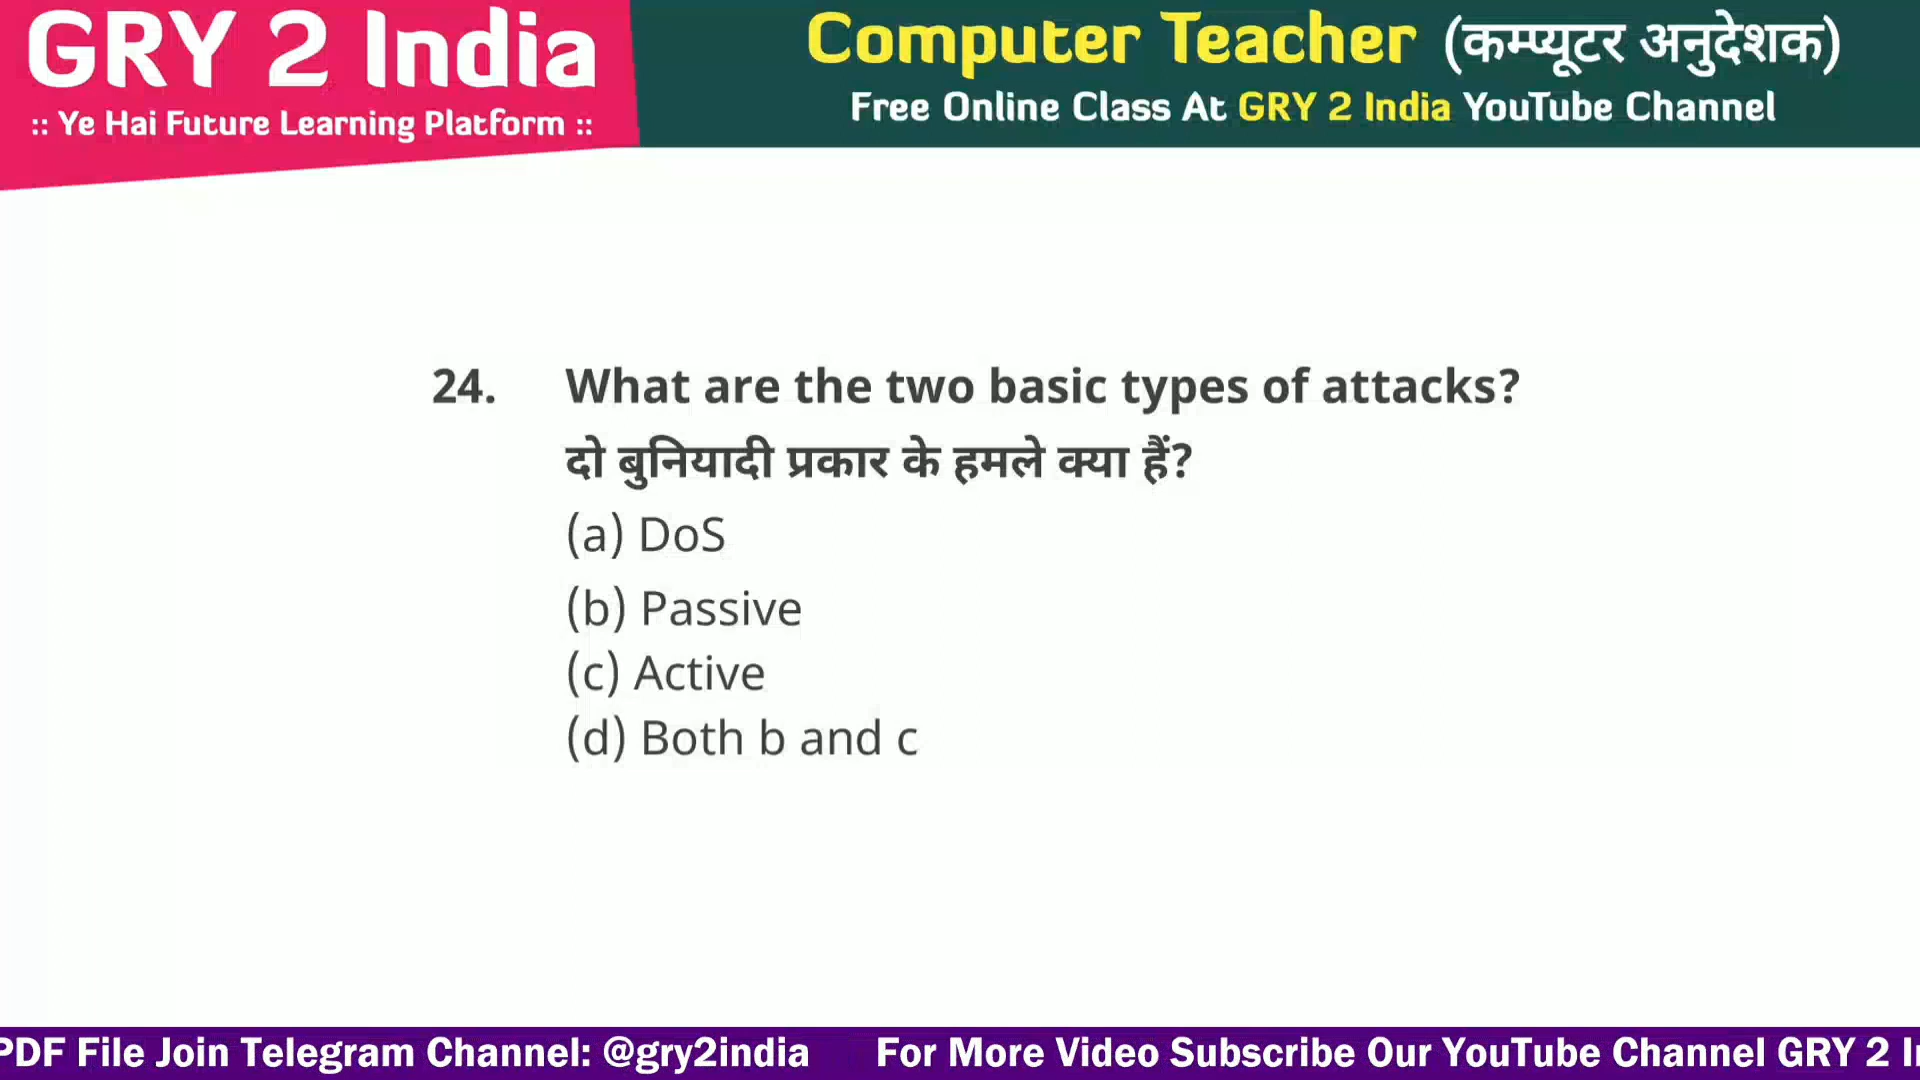 GRY 2 India
:: Ye Hai Future Learning Platform ::
Computer Teacher (कम्प्यूटर अनुदेशक)
Free Online Class At GRY 2 India YouTube Channel
24. What are the two basic types of attacks?
दो बुनियादी प्रकार के हमले क्या हैं?
(a) DoS
(b) Passive
(c) Active
(d) Both b and c
PDF File Join Telegram Channel: @gry2india For More Video Subscribe Our YouTube Channel GRY 2